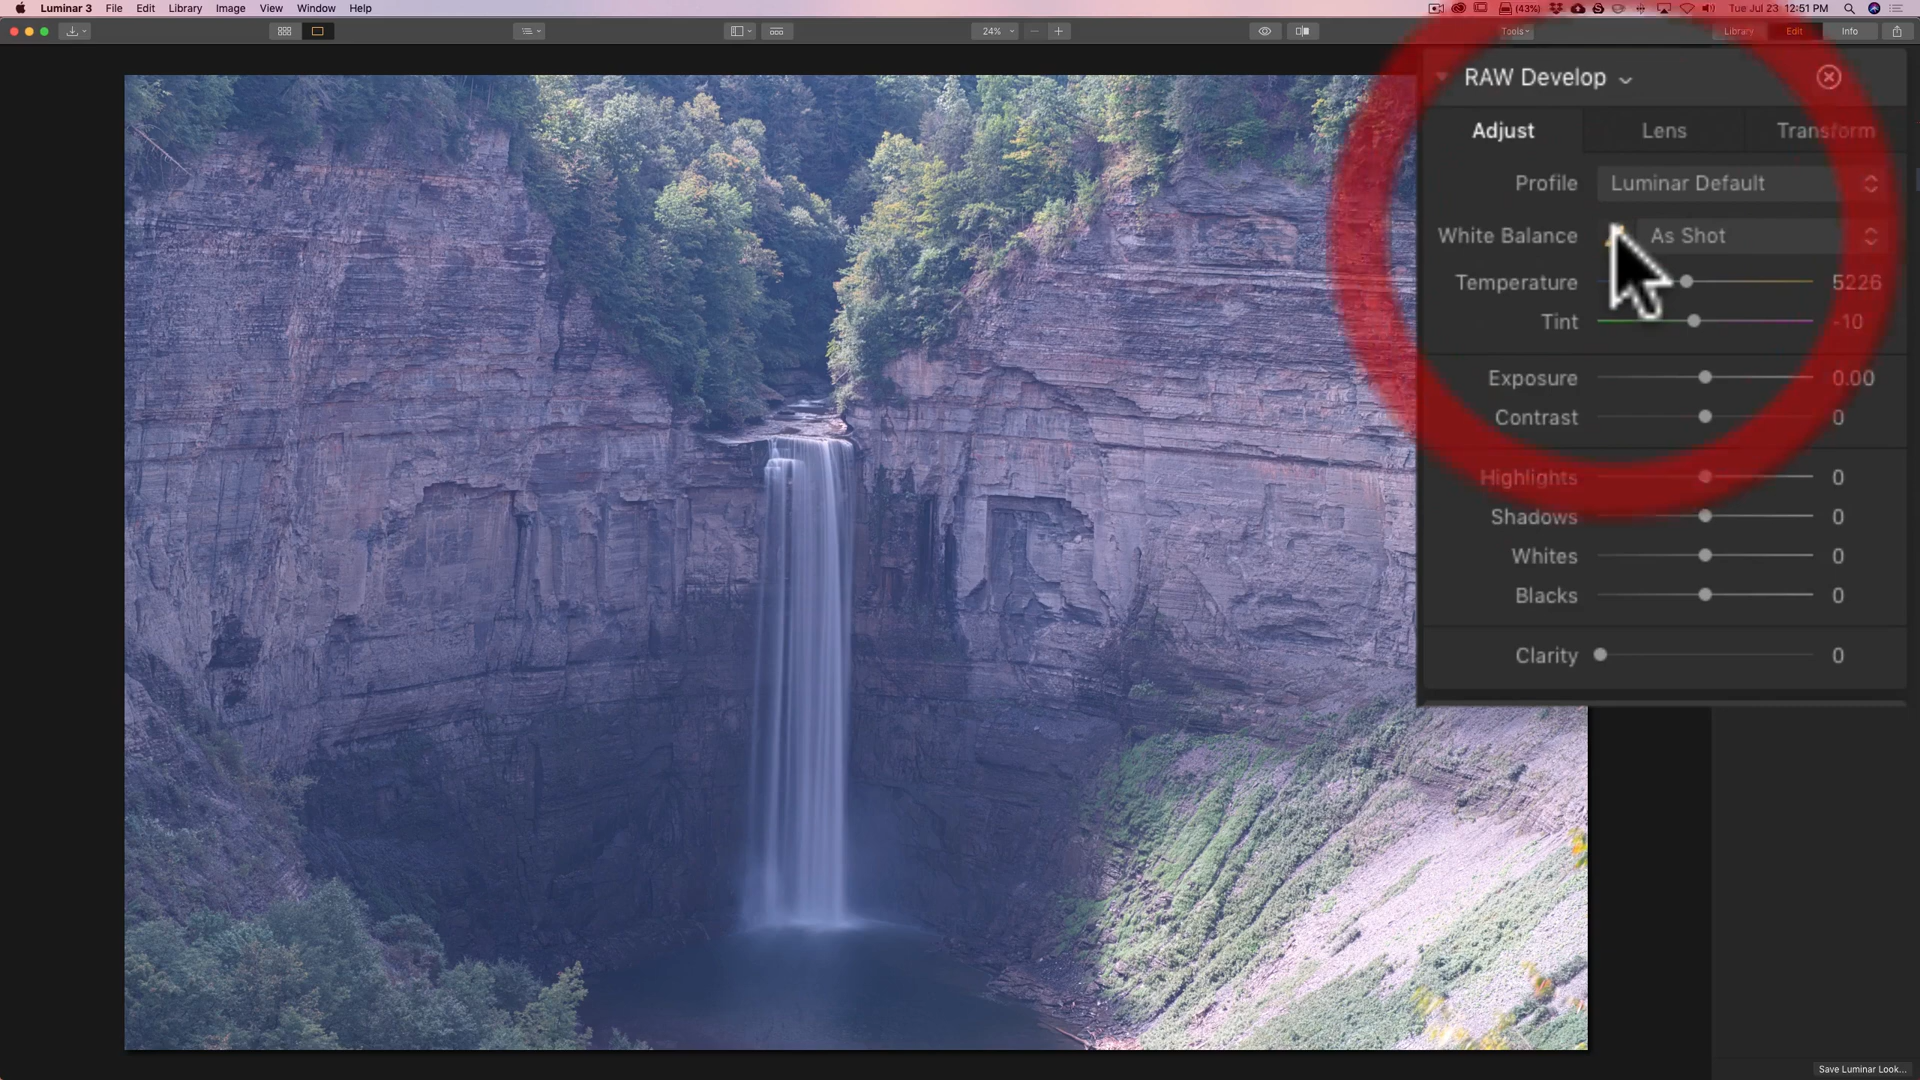 Luminar 3 File Edit Library Image View Window Help (43%) Tue Jul 23 12:51 PM
24% Tools Library Edit Info
RAW Develop
Adjust Lens Transform
Profile Luminar Default
White Balance As Shot
Temperature 5226
Tint -10
Exposure 0.00
Contrast 0
Highlights 0
Shadows 0
Whites 0
Blacks 0
Clarity 0
Save Luminar Look...